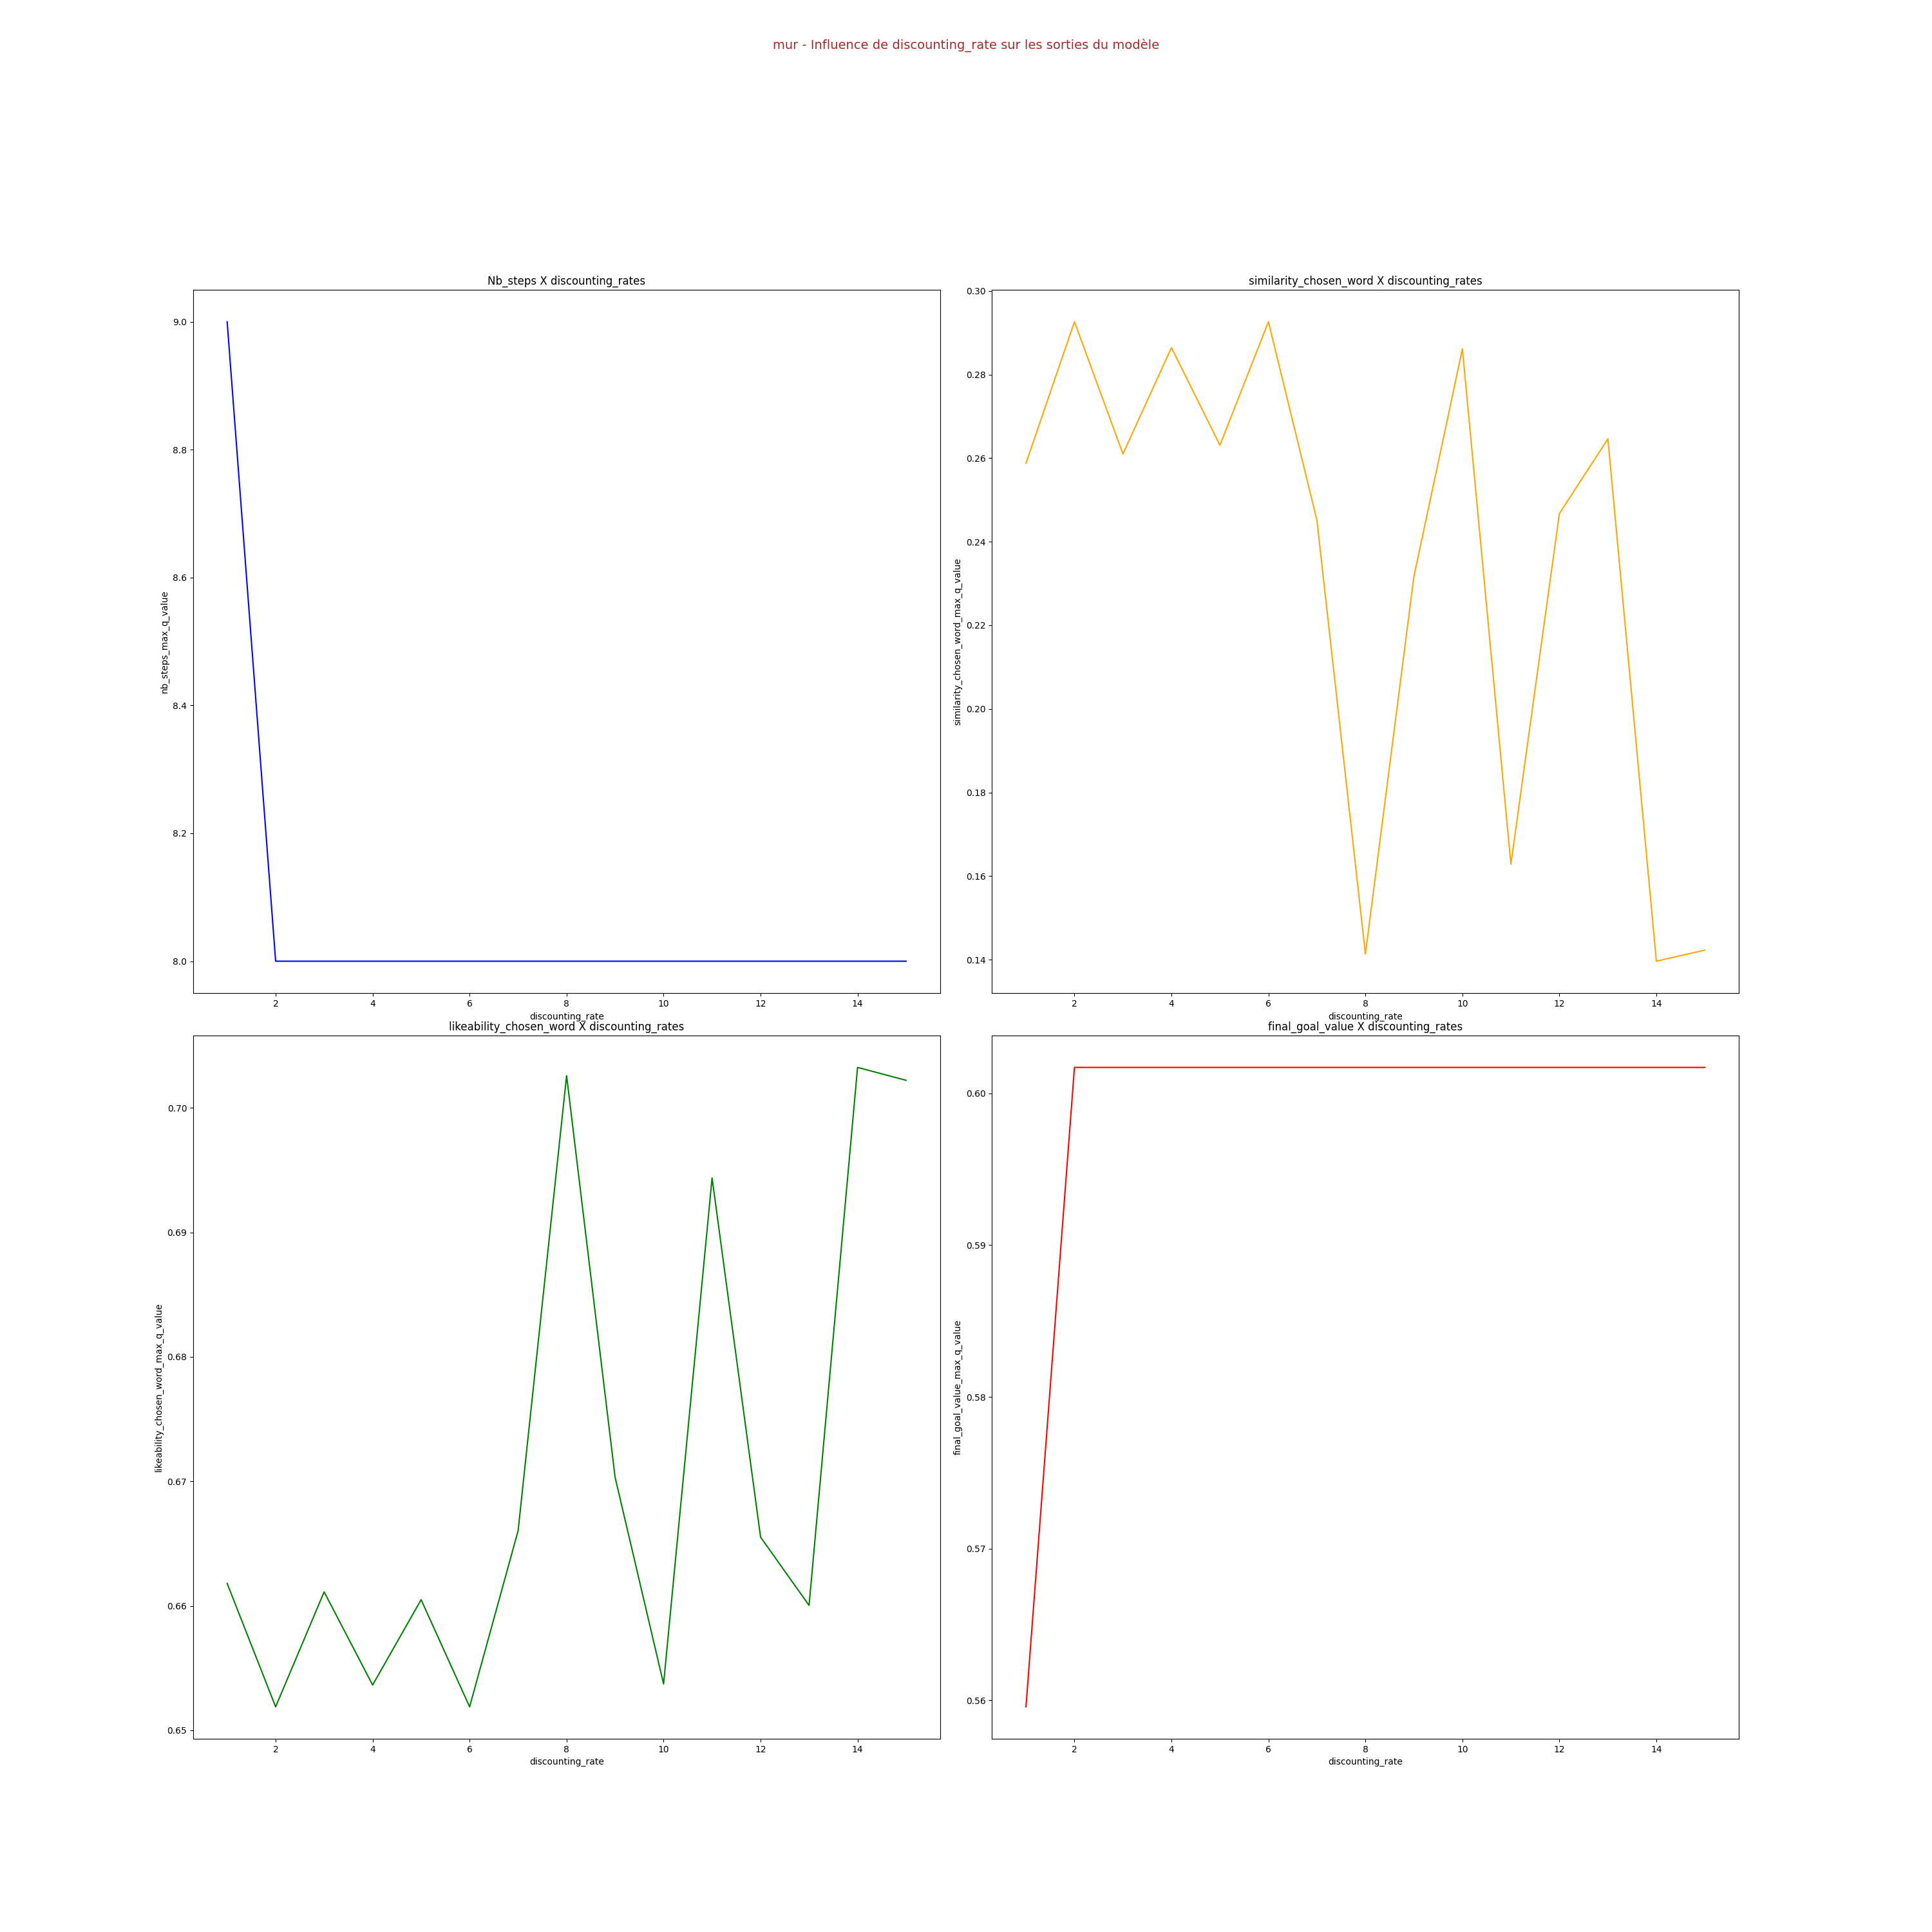 mur - Influence de discounting_rate sur les sorties du modèle
Nb_steps X discounting_rates
nb_steps_max_q_value
9.0
8.8
8.6
8.4
8.2
8.0
2 4 6 8 10 12 14
discounting_rate
similarity_chosen_word X discounting_rates
similarity_chosen_word_max_q_value
0.30
0.28
0.26
0.24
0.22
0.20
0.18
0.16
0.14
2 4 6 8 10 12 14
discounting_rate
likeability_chosen_word X discounting_rates
likeability_chosen_word_max_q_value
0.70
0.69
0.68
0.67
0.66
0.65
2 4 6 8 10 12 14
discounting_rate
final_goal_value X discounting_rates
final_goal_value_max_q_value
0.60
0.59
0.58
0.57
0.56
2 4 6 8 10 12 14
discounting_rate